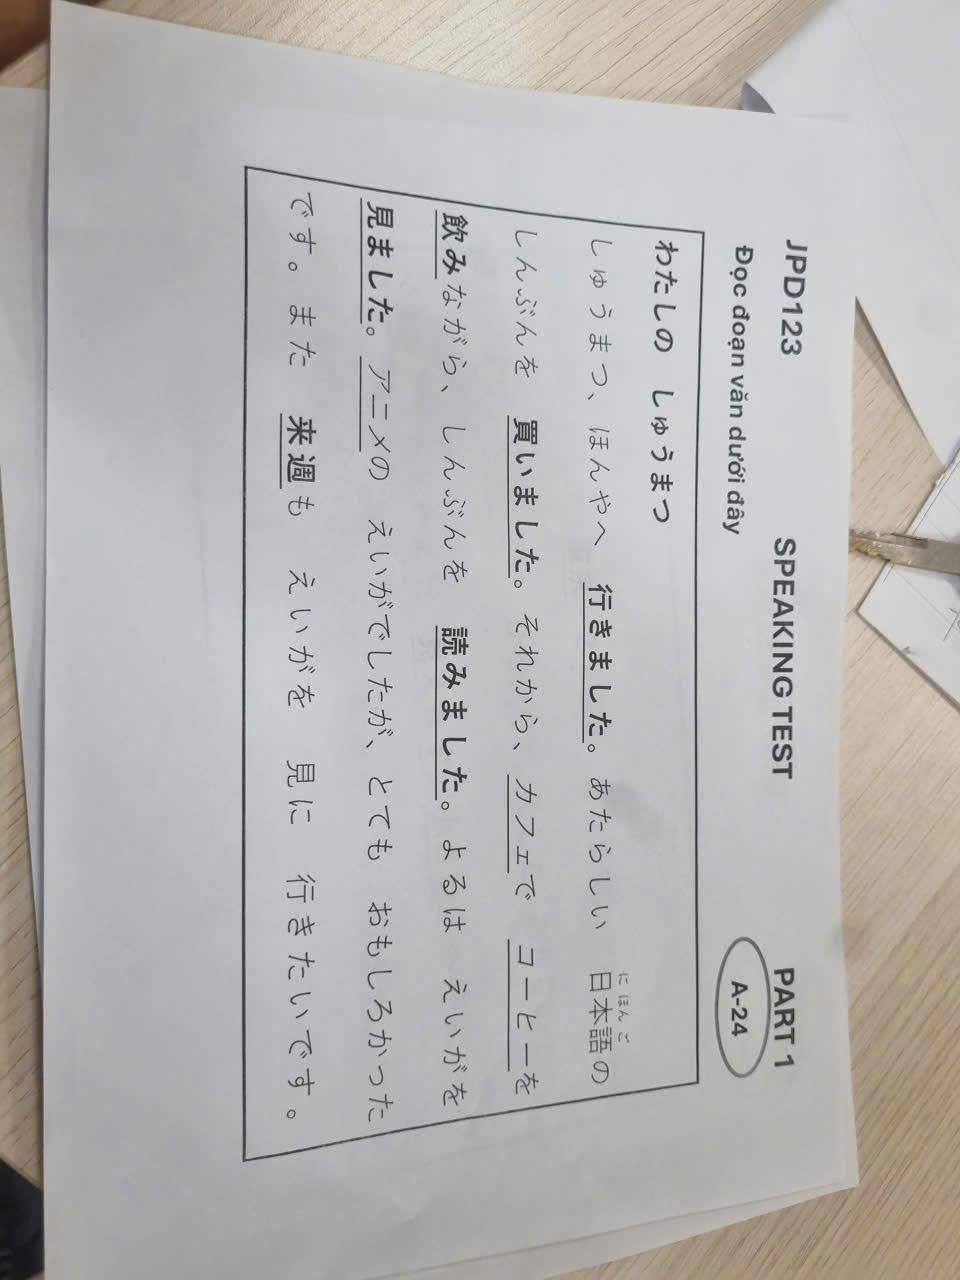 JPD123 SPEAKING TEST PART 1
Đọc đoạn văn dưới đây A-24
わたしの しゅうまつ
しゅうまつ、ほんやへ 行きました。あたらしい 日本語の
に ほん ご
しんぶんを 買いました。それから、カフェで コーヒーを
飲みながら、しんぶんを 読みました。よるは えいがを
見ました。アニメの えいがでしたが、とても おもしろかった
です。また 来週も えいがを 見に 行きたいです。